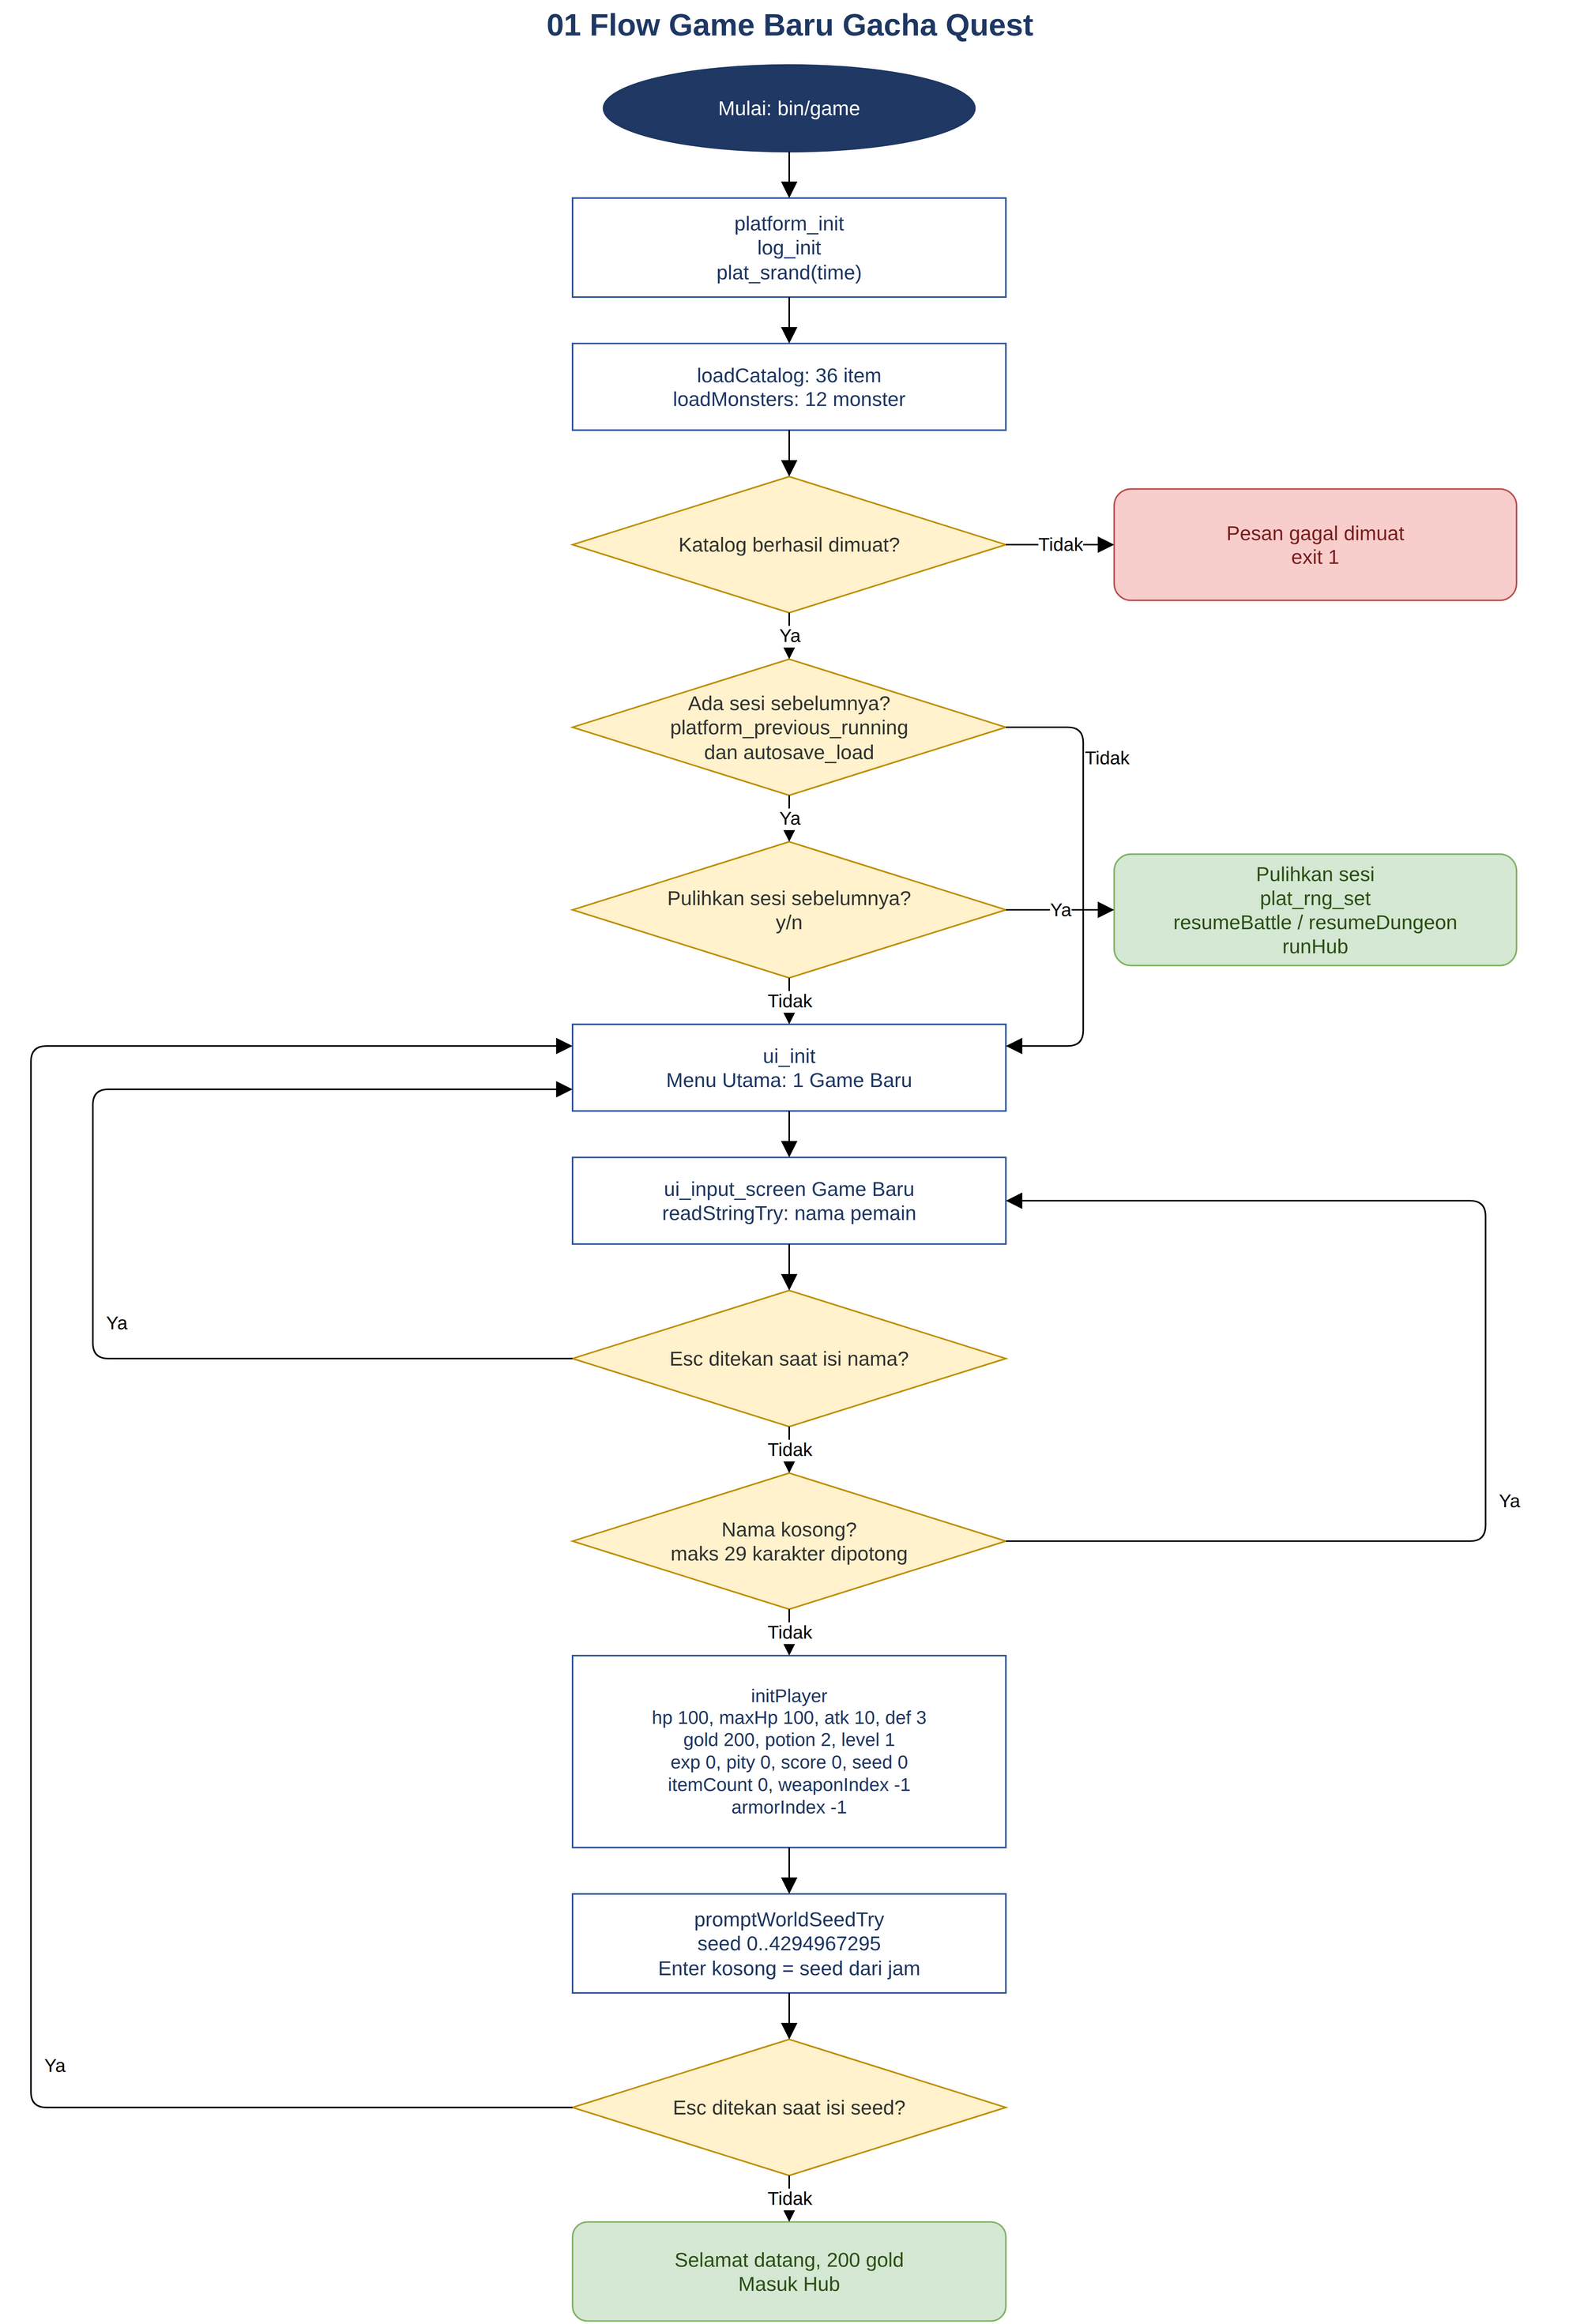 01 Flow Game Baru Gacha Quest
Mulai: bin/game
platform_init
log_init
plat_srand(time)
loadCatalog: 36 item
loadMonsters: 12 monster
Katalog berhasil dimuat?
Tidak
Pesan gagal dimuat
exit 1
Ya
Ada sesi sebelumnya?
platform_previous_running
dan autosave_load
Tidak
Ya
Pulihkan sesi sebelumnya?
y/n
Ya
Pulihkan sesi
plat_rng_set
resumeBattle / resumeDungeon
runHub
Tidak
ui_init
Menu Utama: 1 Game Baru
ui_input_screen Game Baru
readStringTry: nama pemain
Ya
Esc ditekan saat isi nama?
Tidak
Nama kosong?
maks 29 karakter dipotong
Ya
Tidak
initPlayer
hp 100, maxHp 100, atk 10, def 3
gold 200, potion 2, level 1
exp 0, pity 0, score 0, seed 0
itemCount 0, weaponIndex -1
armorIndex -1
promptWorldSeedTry
seed 0..4294967295
Enter kosong = seed dari jam
Ya
Esc ditekan saat isi seed?
Tidak
Selamat datang, 200 gold
Masuk Hub